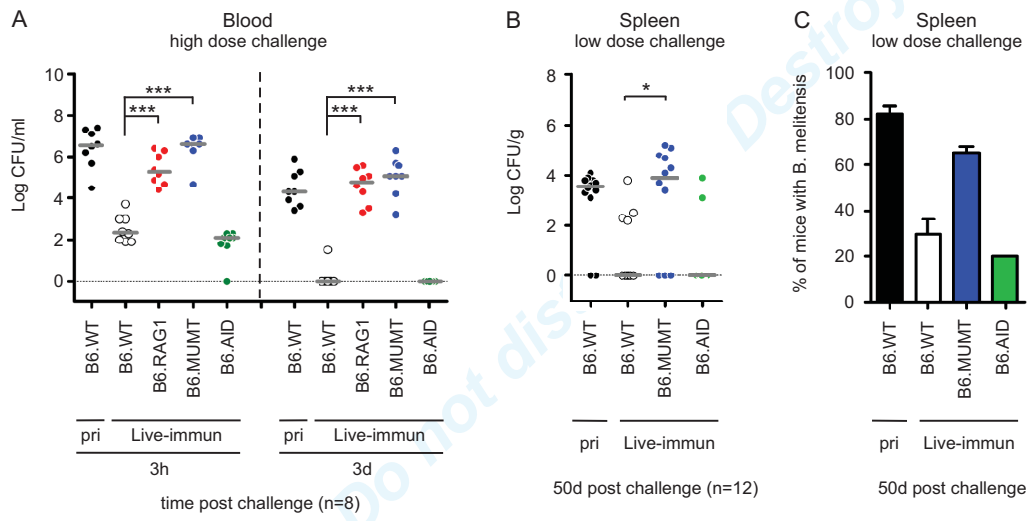 A
Blood
high dose challenge
Log CFU/ml
10
8
6
4
2
0
***
***
***
***
B6.WT
B6.WT
B6.RAG1
B6.MUMT
B6.AID
B6.WT
B6.WT
B6.RAG1
B6.MUMT
B6.AID
pri
Live-immun
pri
Live-immun
3h
3d
time post challenge (n=8)
B
Spleen
low dose challenge
Log CFU/g
8
6
4
2
0
*
B6.WT
B6.WT
B6.MUMT
B6.AID
pri
Live-immun
50d post challenge (n=12)
C
Spleen
low dose challenge
% of mice with B. melitensis
100
80
60
40
20
0
B6.WT
B6.WT
B6.MUMT
B6.AID
pri
Live-immun
50d post challenge
Do not diss
Destroy